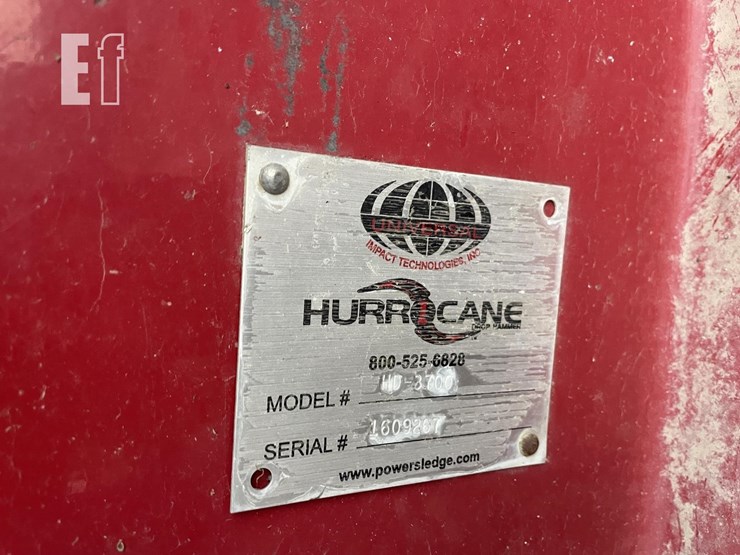 Ef
UNIVERSAL
IMPACT TECHNOLOGIES, INC
HURRICANE
DROP HAMMER
800-525-6828
MODEL #
SERIAL #
www.powersledge.com